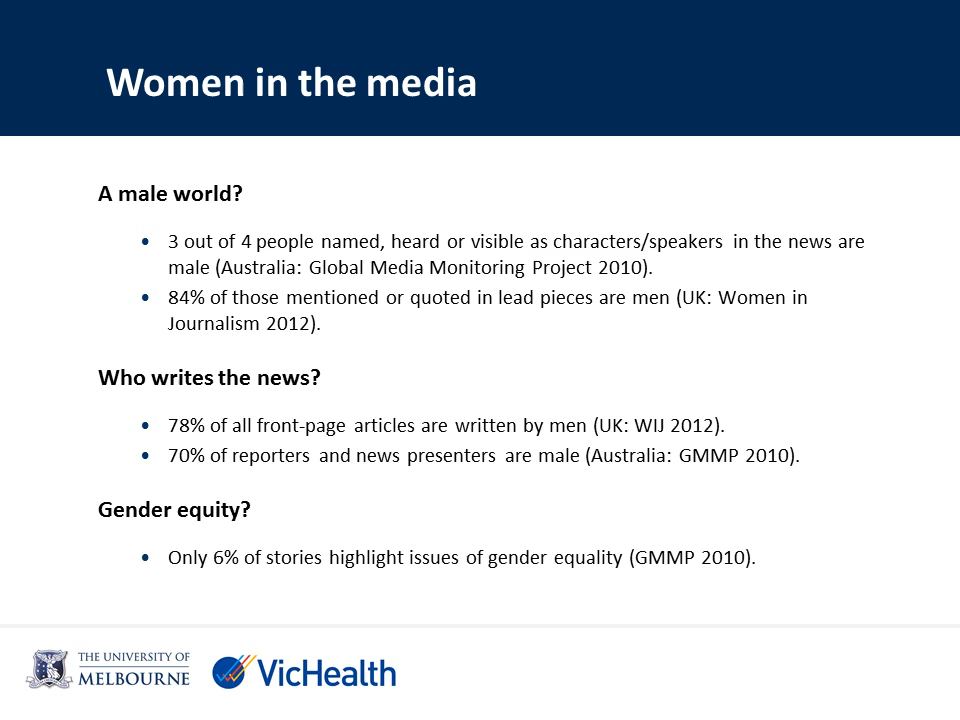 Women in the media
A male world?
• 3 out of 4 people named, heard or visible as characters/speakers in the news are
male (Australia: Global Media Monitoring Project 2010).
• 84% of those mentioned or quoted in lead pieces are men (UK: Women in
Journalism 2012).
Who writes the news?
• 78% of all front-page articles are written by men (UK: WIJ 2012).
• 70% of reporters and news presenters are male (Australia: GMMP 2010).
Gender equity?
• Only 6% of stories highlight issues of gender equality (GMMP 2010).
THE UNIVERSITY OF
MELBOURNE
VicHealth